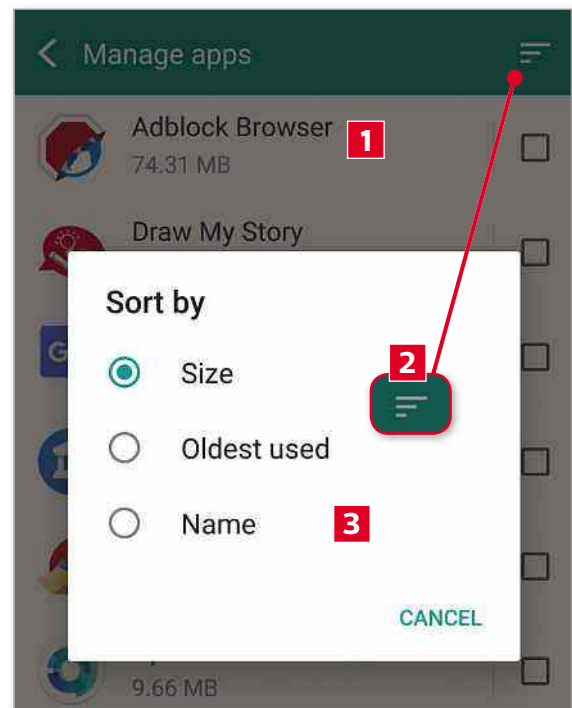 Manage apps
Adblock Browser
1
74.31 MB
Draw My Story
Sort by
2
Size
Oldest used
Name
3
CANCEL
9.66 MB